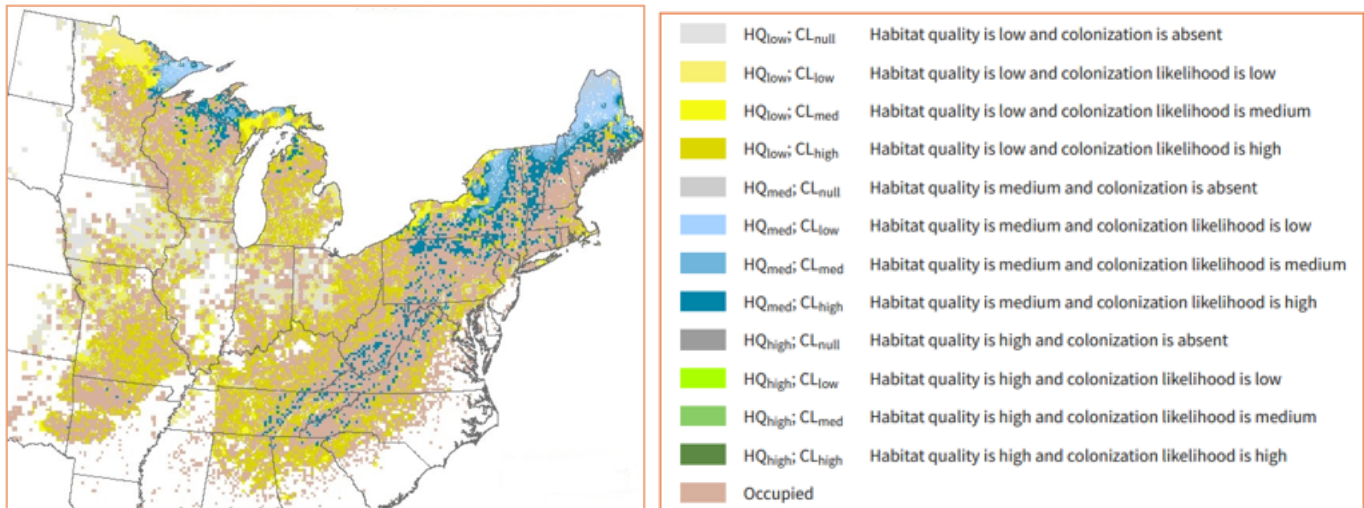 HQlow; CLnull Habitat quality is low and colonization is absent
HQlow; CLlow Habitat quality is low and colonization likelihood is low
HQlow; CLmed Habitat quality is low and colonization likelihood is medium
HQlow; CLhigh Habitat quality is low and colonization likelihood is high
HQmed; CLnull Habitat quality is medium and colonization is absent
HQmed; CLlow Habitat quality is medium and colonization likelihood is low
HQmed; CLmed Habitat quality is medium and colonization likelihood is medium
HQmed; CLhigh Habitat quality is medium and colonization likelihood is high
HQhigh; CLnull Habitat quality is high and colonization is absent
HQhigh; CLlow Habitat quality is high and colonization likelihood is low
HQhigh; CLmed Habitat quality is high and colonization likelihood is medium
HQhigh; CLhigh Habitat quality is high and colonization likelihood is high
Occupied